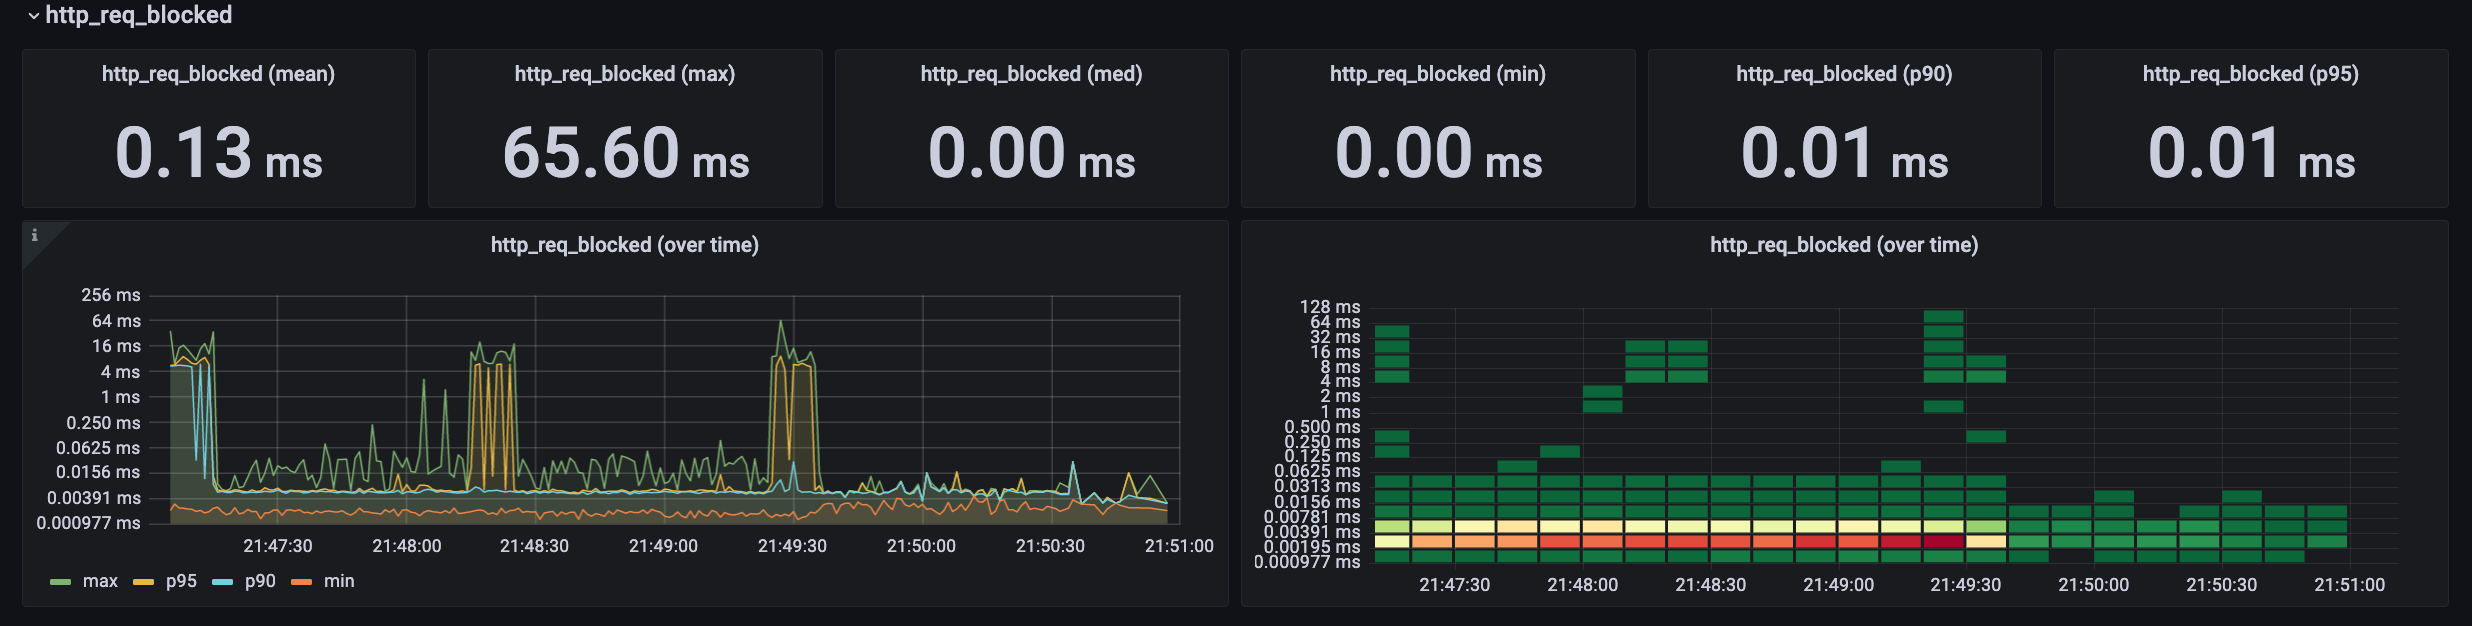 http_req_blocked
http_req_blocked (mean)
0.13 ms
http_req_blocked (max)
65.60 ms
http_req_blocked (med)
0.00 ms
http_req_blocked (min)
0.00 ms
http_req_blocked (p90)
0.01 ms
http_req_blocked (p95)
0.01 ms
i
http_req_blocked (over time)
256 ms
64 ms
16 ms
4 ms
1 ms
0.250 ms
0.0625 ms
0.0156 ms
0.00391 ms
0.000977 ms
21:47:30 21:48:00 21:48:30 21:49:00 21:49:30 21:50:00 21:50:30 21:51:00
max p95 p90 min
http_req_blocked (over time)
128 ms
64 ms
32 ms
16 ms
8 ms
4 ms
2 ms
1 ms
0.500 ms
0.250 ms
0.125 ms
0.0625 ms
0.0313 ms
0.0156 ms
0.00781 ms
0.00391 ms
0.00195 ms
0.000977 ms
21:47:30 21:48:00 21:48:30 21:49:00 21:49:30 21:50:00 21:50:30 21:51:00